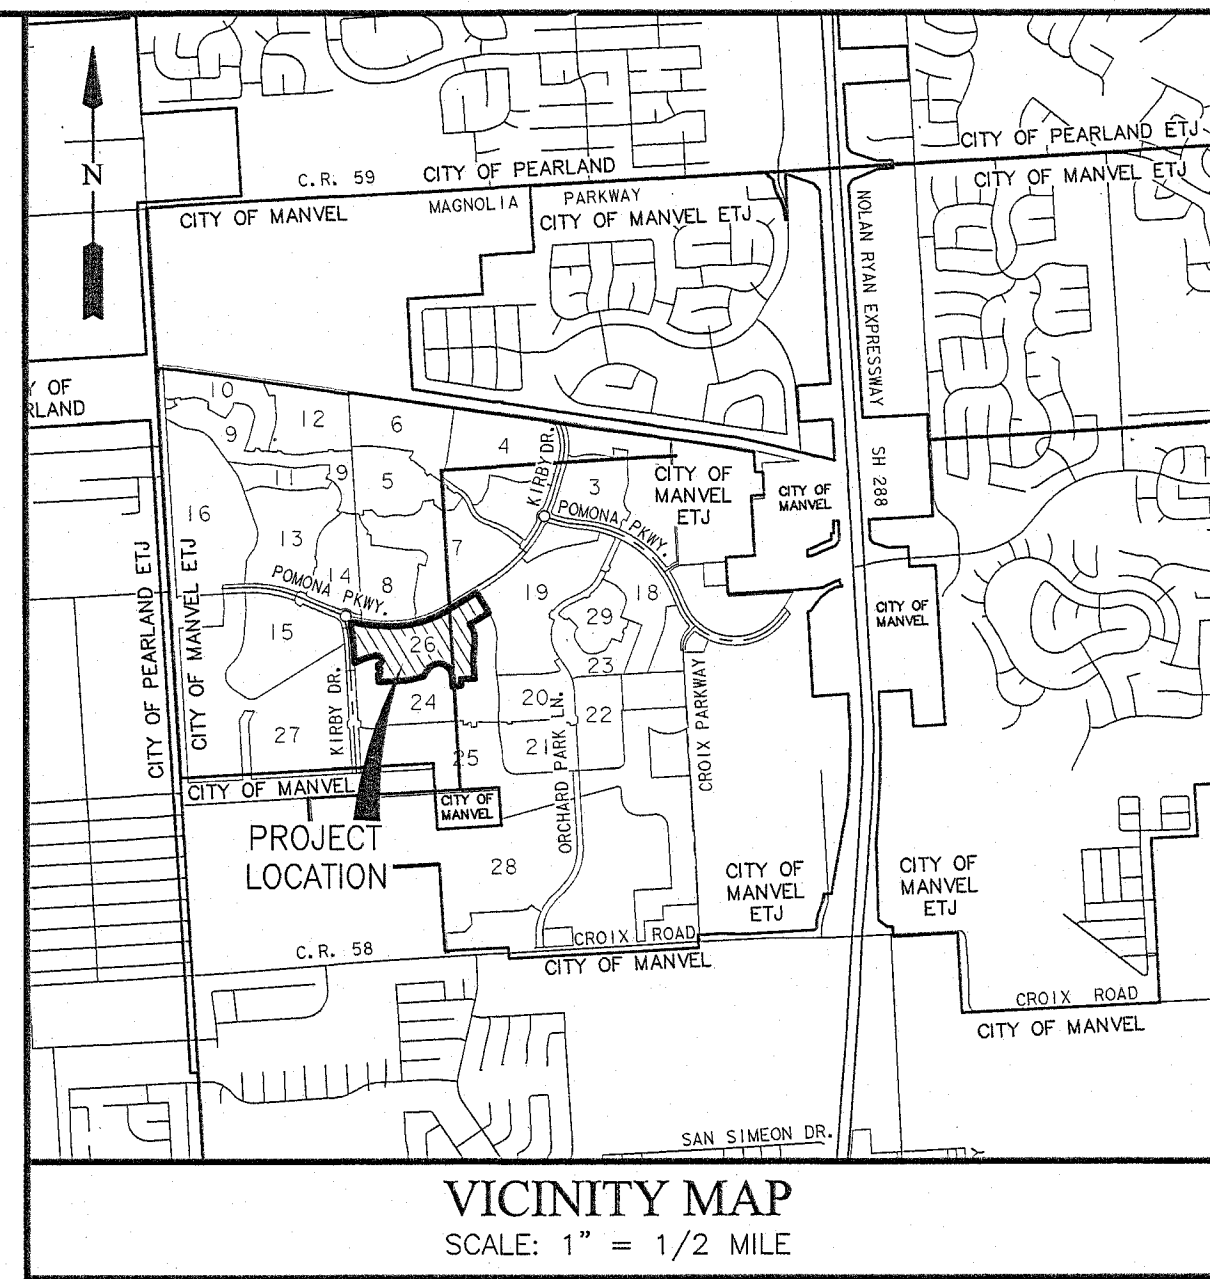 N
C.R. 59
CITY OF PEARLAND
CITY OF PEARLAND ETJ
CITY OF MANVEL ETJ
CITY OF MANVEL
MAGNOLIA PARKWAY
CITY OF MANVEL ETJ
NOLAN RYAN EXPRESSWAY
SH 288
10
9
12
6
4
KIRBY DR.
3
CITY OF
MANVEL
ETJ
CITY OF
MANVEL
11
9
5
16
13
POMONA PKWY.
7
14
8
POMONA PKWY.
19
18
29
15
26
23
CITY OF
MANVEL
CITY OF PEARLAND ETJ
CITY OF MANVEL ETJ
KIRBY DR.
24
20
22
27
21
25
ORCHARD PARK LN.
CROIX PARKWAY
CITY OF MANVEL
CITY OF
MANVEL
PROJECT
LOCATION
28
CITY OF
MANVEL
ETJ
CITY OF
MANVEL
ETJ
C.R. 58
CROIX ROAD
CITY OF MANVEL
CROIX ROAD
CITY OF MANVEL
SAN SIMEON DR.
VICINITY MAP
SCALE: 1" = 1/2 MILE